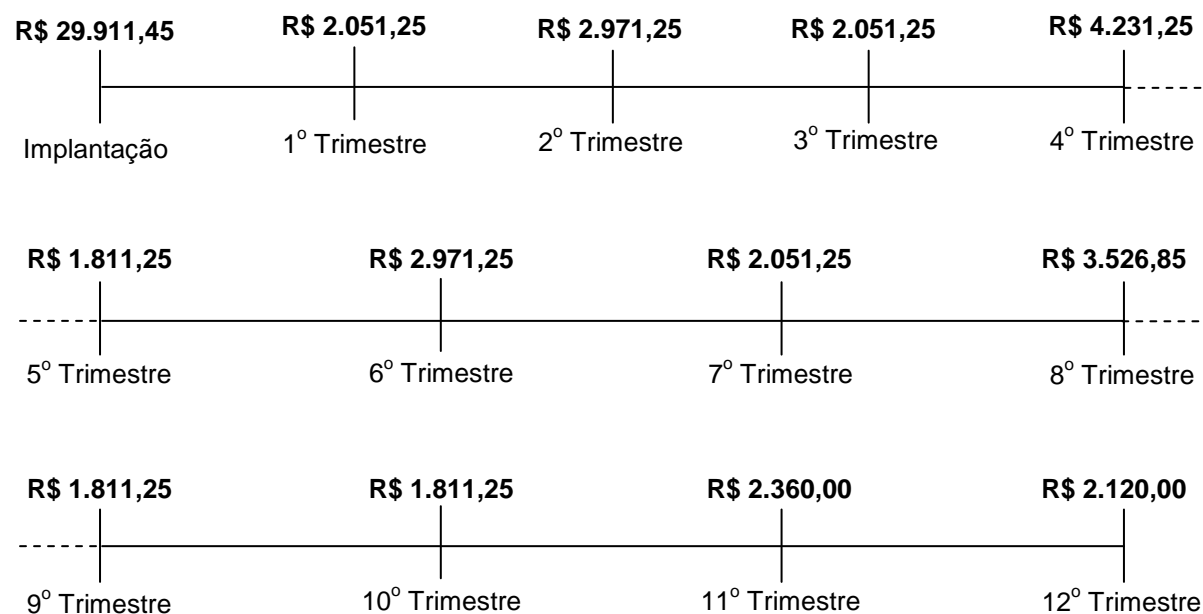 R$ 29.911,45 R$ 2.051,25 R$ 2.971,25 R$ 2.051,25 R$ 4.231,25
Implantação 1º Trimestre 2º Trimestre 3º Trimestre 4º Trimestre
R$ 1.811,25 R$ 2.971,25 R$ 2.051,25 R$ 3.526,85
5º Trimestre 6º Trimestre 7º Trimestre 8º Trimestre
R$ 1.811,25 R$ 1.811,25 R$ 2.360,00 R$ 2.120,00
9º Trimestre 10º Trimestre 11º Trimestre 12º Trimestre